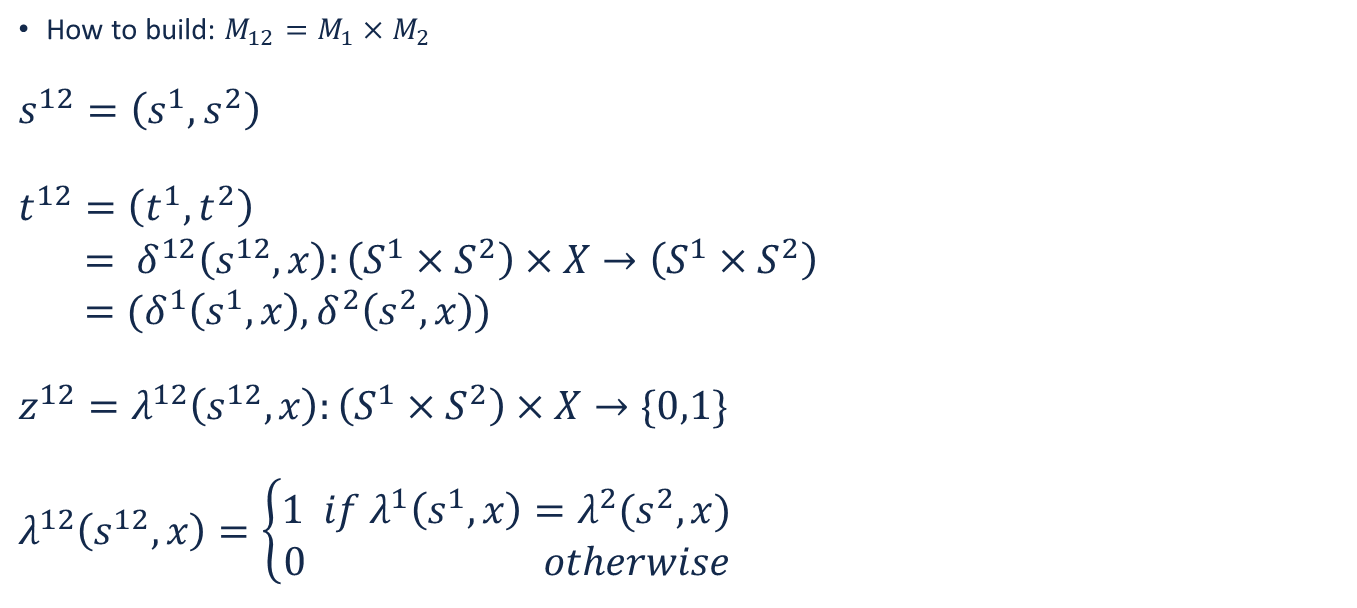 • How to build: M₁₂ = M₁ × M₂
s¹² = (s¹, s²)
t¹² = (t¹, t²)
= δ¹²(s¹², x): (S¹ × S²) × X → (S¹ × S²)
= (δ¹(s¹, x), δ²(s², x))
z¹² = λ¹²(s¹², x): (S¹ × S²) × X → {0,1}
λ¹²(s¹², x) = {1 if λ¹(s¹, x) = λ²(s², x)
0 otherwise